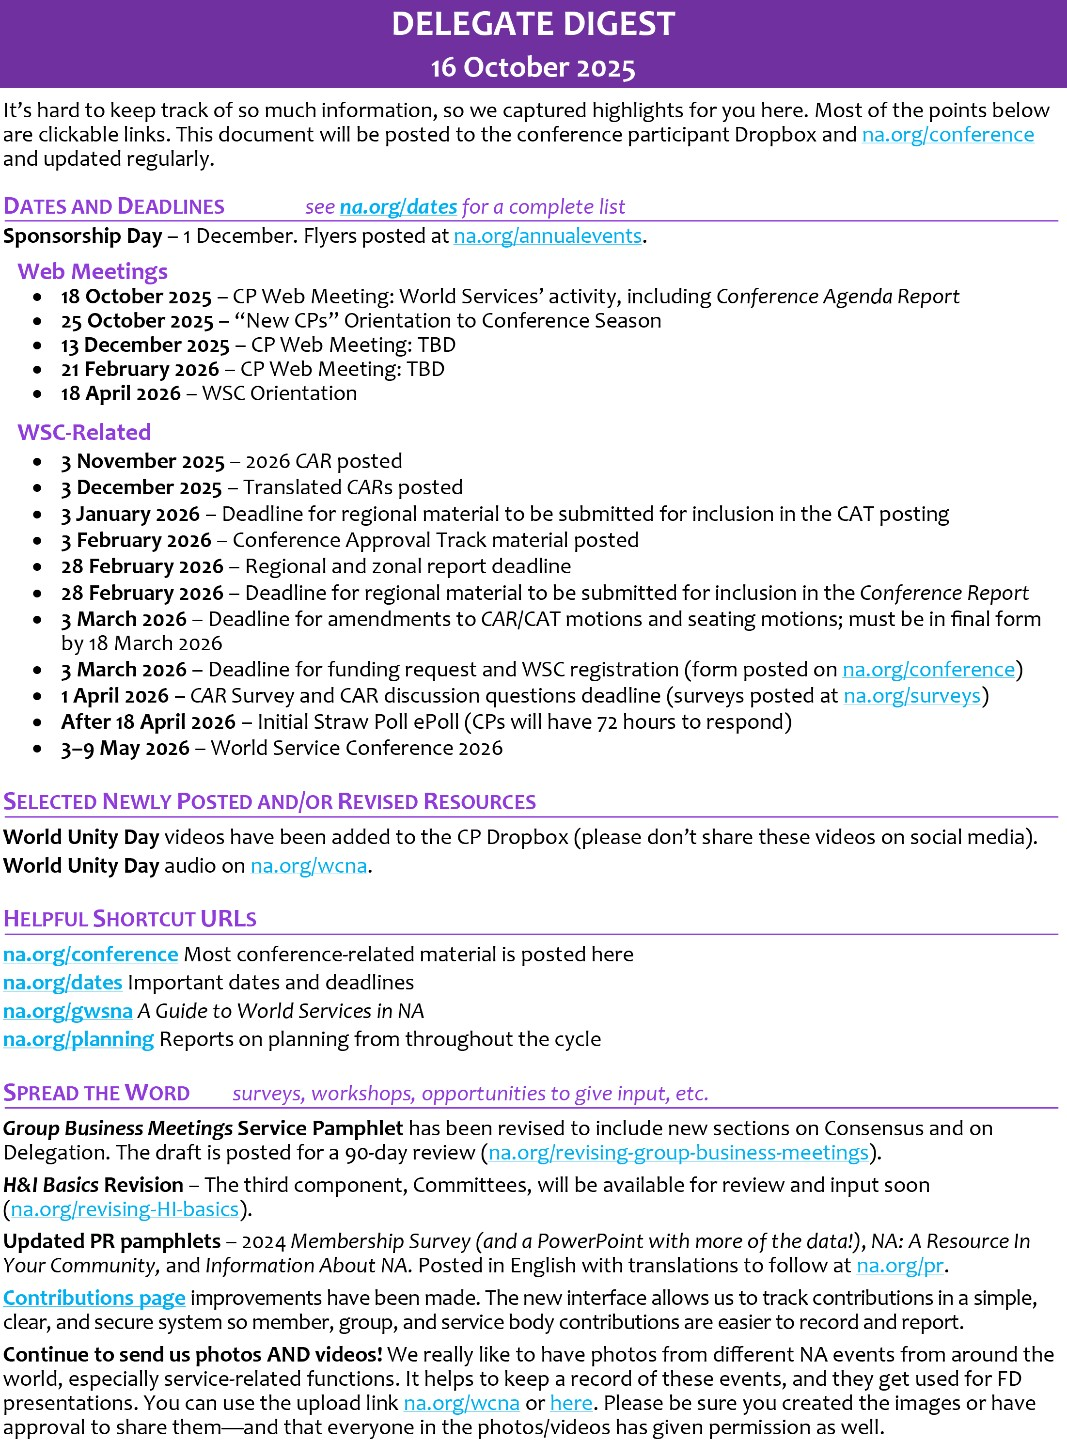 DELEGATE DIGEST
16 October 2025
It’s hard to keep track of so much information, so we captured highlights for you here. Most of the points below
are clickable links. This document will be posted to the conference participant Dropbox and na.org/conference
and updated regularly.
DATES AND DEADLINES see na.org/dates for a complete list
Sponsorship Day – 1 December. Flyers posted at na.org/annualevents.
Web Meetings
• 18 October 2025 – CP Web Meeting: World Services’ activity, including Conference Agenda Report
• 25 October 2025 – “New CPs” Orientation to Conference Season
• 13 December 2025 – CP Web Meeting: TBD
• 21 February 2026 – CP Web Meeting: TBD
• 18 April 2026 – WSC Orientation
WSC-Related
• 3 November 2025 – 2026 CAR posted
• 3 December 2025 – Translated CARs posted
• 3 January 2026 – Deadline for regional material to be submitted for inclusion in the CAT posting
• 3 February 2026 – Conference Approval Track material posted
• 28 February 2026 – Regional and zonal report deadline
• 28 February 2026 – Deadline for regional material to be submitted for inclusion in the Conference Report
• 3 March 2026 – Deadline for amendments to CAR/CAT motions and seating motions; must be in final form
by 18 March 2026
• 3 March 2026 – Deadline for funding request and WSC registration (form posted on na.org/conference)
• 1 April 2026 – CAR Survey and CAR discussion questions deadline (surveys posted at na.org/surveys)
• After 18 April 2026 – Initial Straw Poll ePoll (CPs will have 72 hours to respond)
• 3–9 May 2026 – World Service Conference 2026
SELECTED NEWLY POSTED AND/OR REVISED RESOURCES
World Unity Day videos have been added to the CP Dropbox (please don’t share these videos on social media).
World Unity Day audio on na.org/wcna.
HELPFUL SHORTCUT URLS
na.org/conference Most conference-related material is posted here
na.org/dates Important dates and deadlines
na.org/gwsna A Guide to World Services in NA
na.org/planning Reports on planning from throughout the cycle
SPREAD THE WORD surveys, workshops, opportunities to give input, etc.
Group Business Meetings Service Pamphlet has been revised to include new sections on Consensus and on
Delegation. The draft is posted for a 90-day review (na.org/revising-group-business-meetings).
H&I Basics Revision – The third component, Committees, will be available for review and input soon
(na.org/revising-HI-basics).
Updated PR pamphlets – 2024 Membership Survey (and a PowerPoint with more of the data!), NA: A Resource In
Your Community, and Information About NA. Posted in English with translations to follow at na.org/pr.
Contributions page improvements have been made. The new interface allows us to track contributions in a simple,
clear, and secure system so member, group, and service body contributions are easier to record and report.
Continue to send us photos AND videos! We really like to have photos from different NA events from around the
world, especially service-related functions. It helps to keep a record of these events, and they get used for FD
presentations. You can use the upload link na.org/wcna or here. Please be sure you created the images or have
approval to share them—and that everyone in the photos/videos has given permission as well.